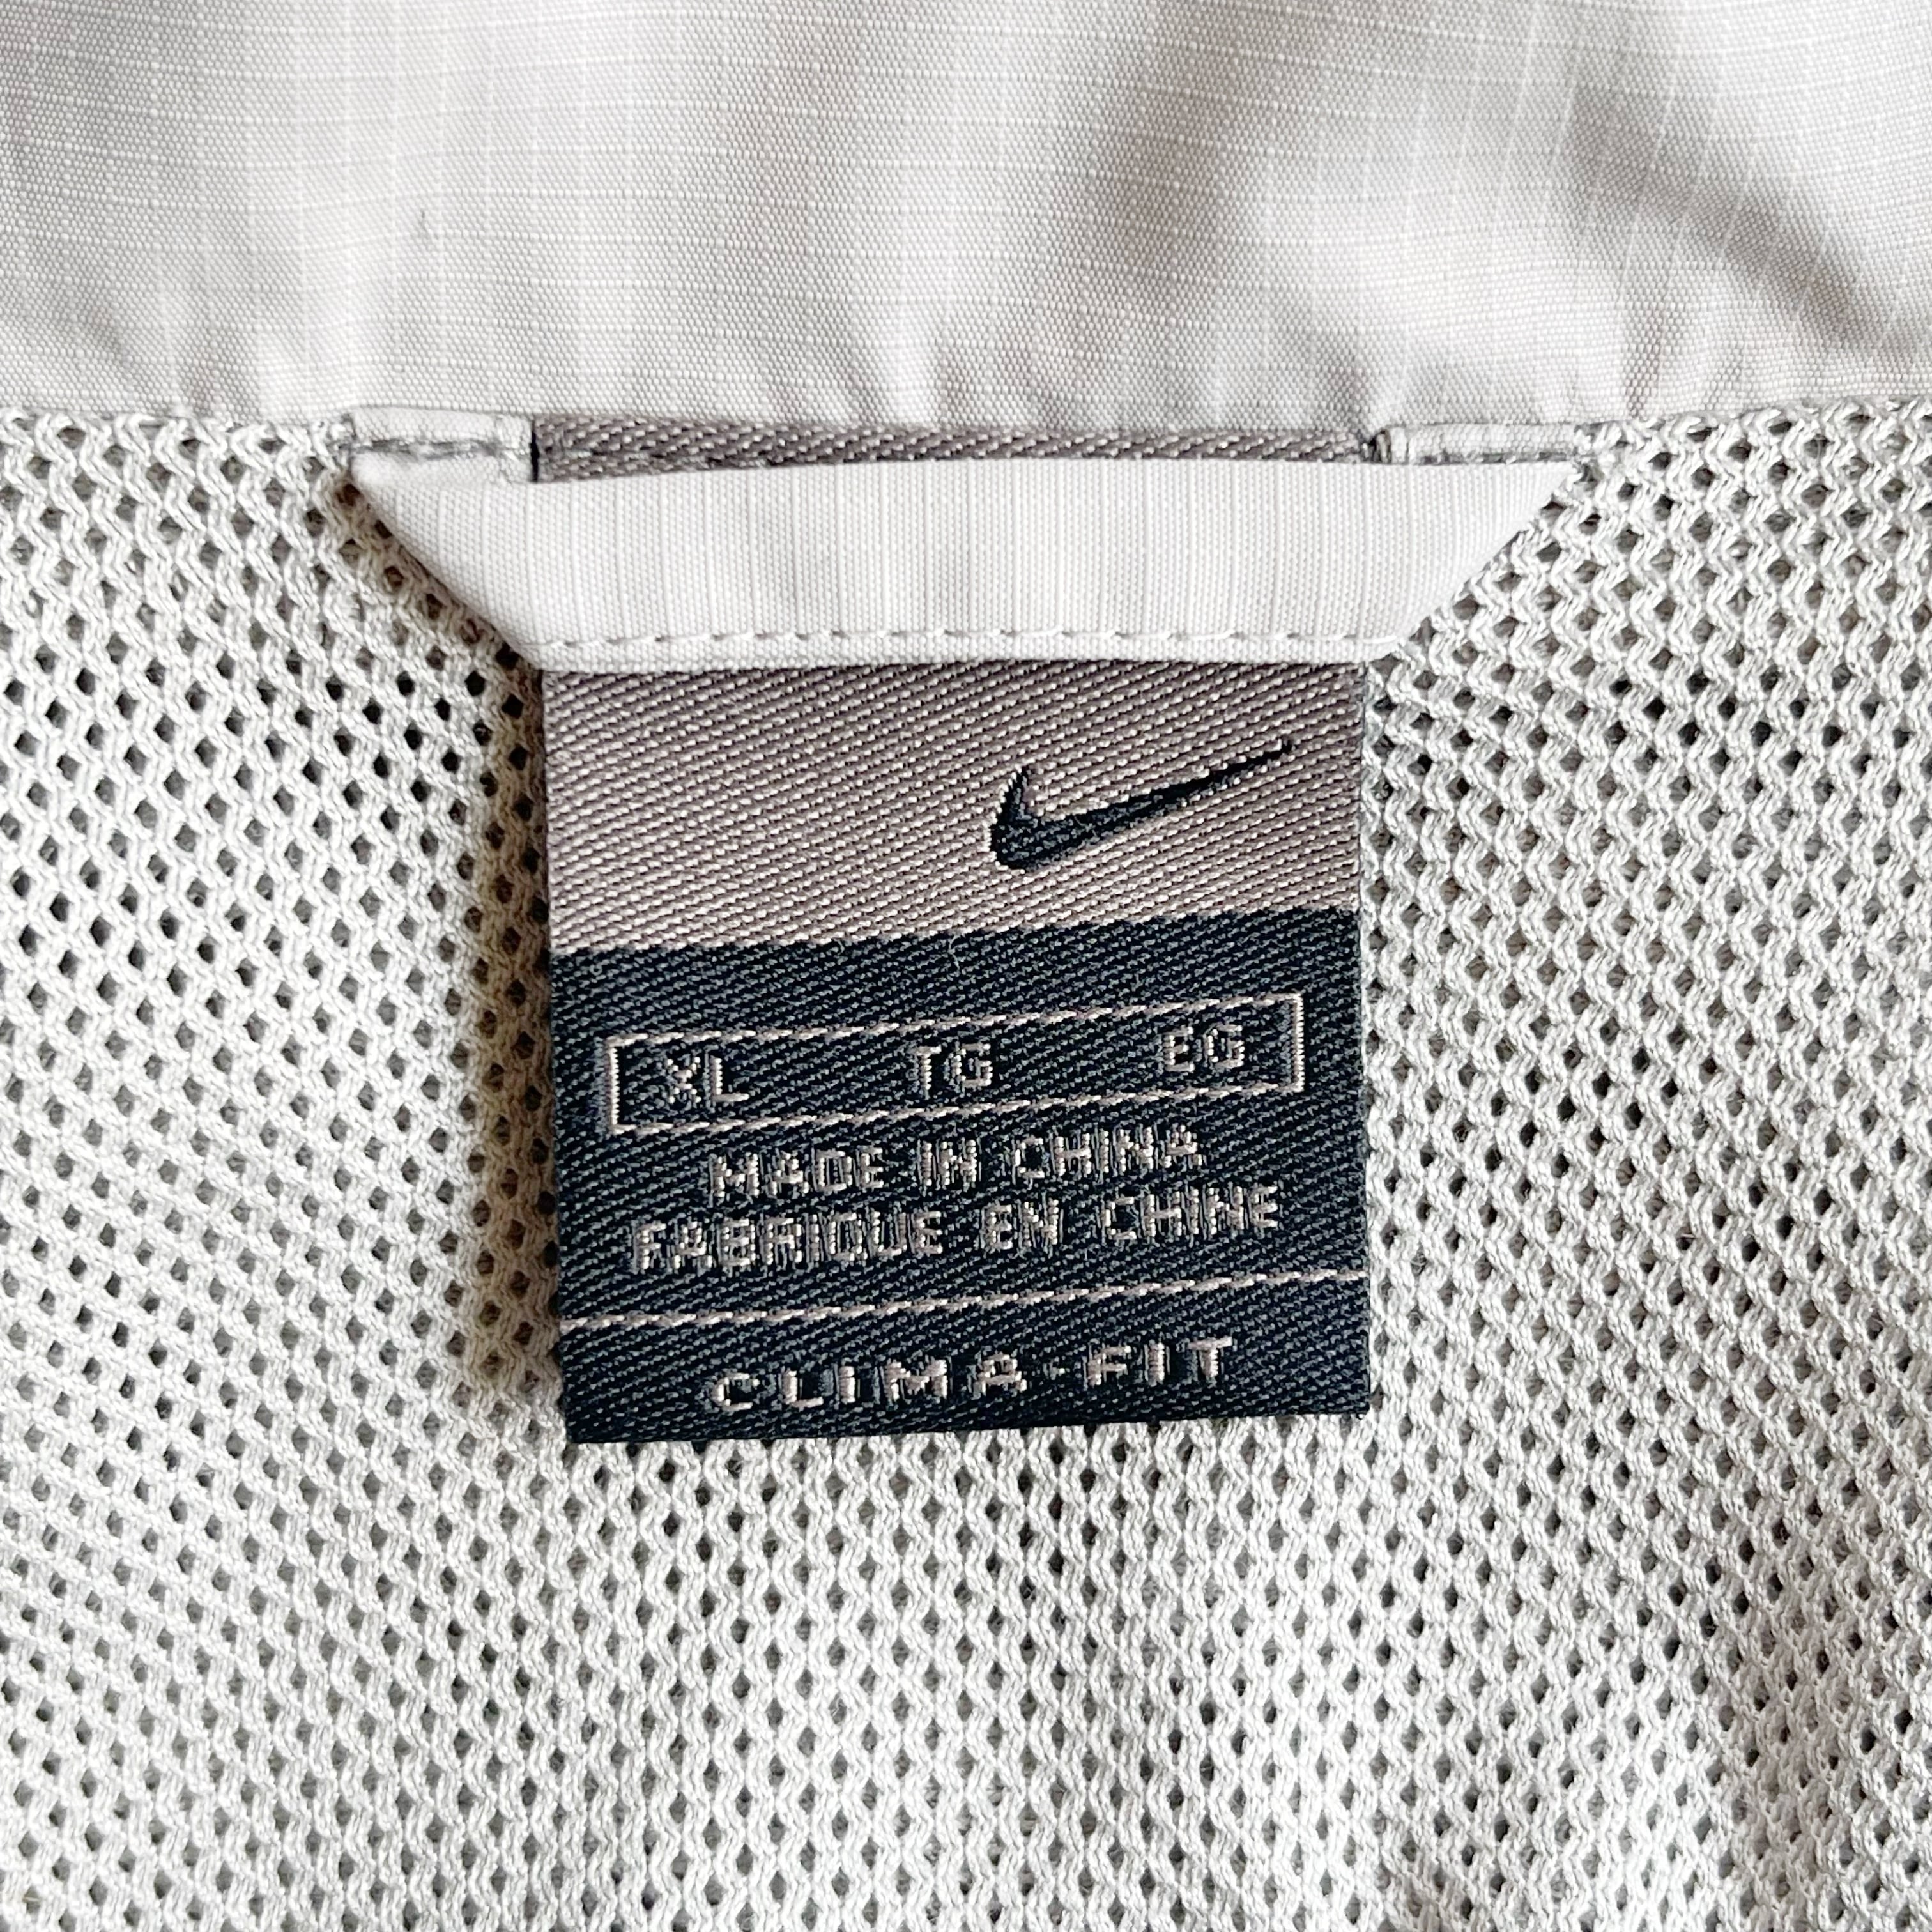 XL TG EG
MADE IN CHINA
FABRIQUE EN CHINE
CLIMA-FIT